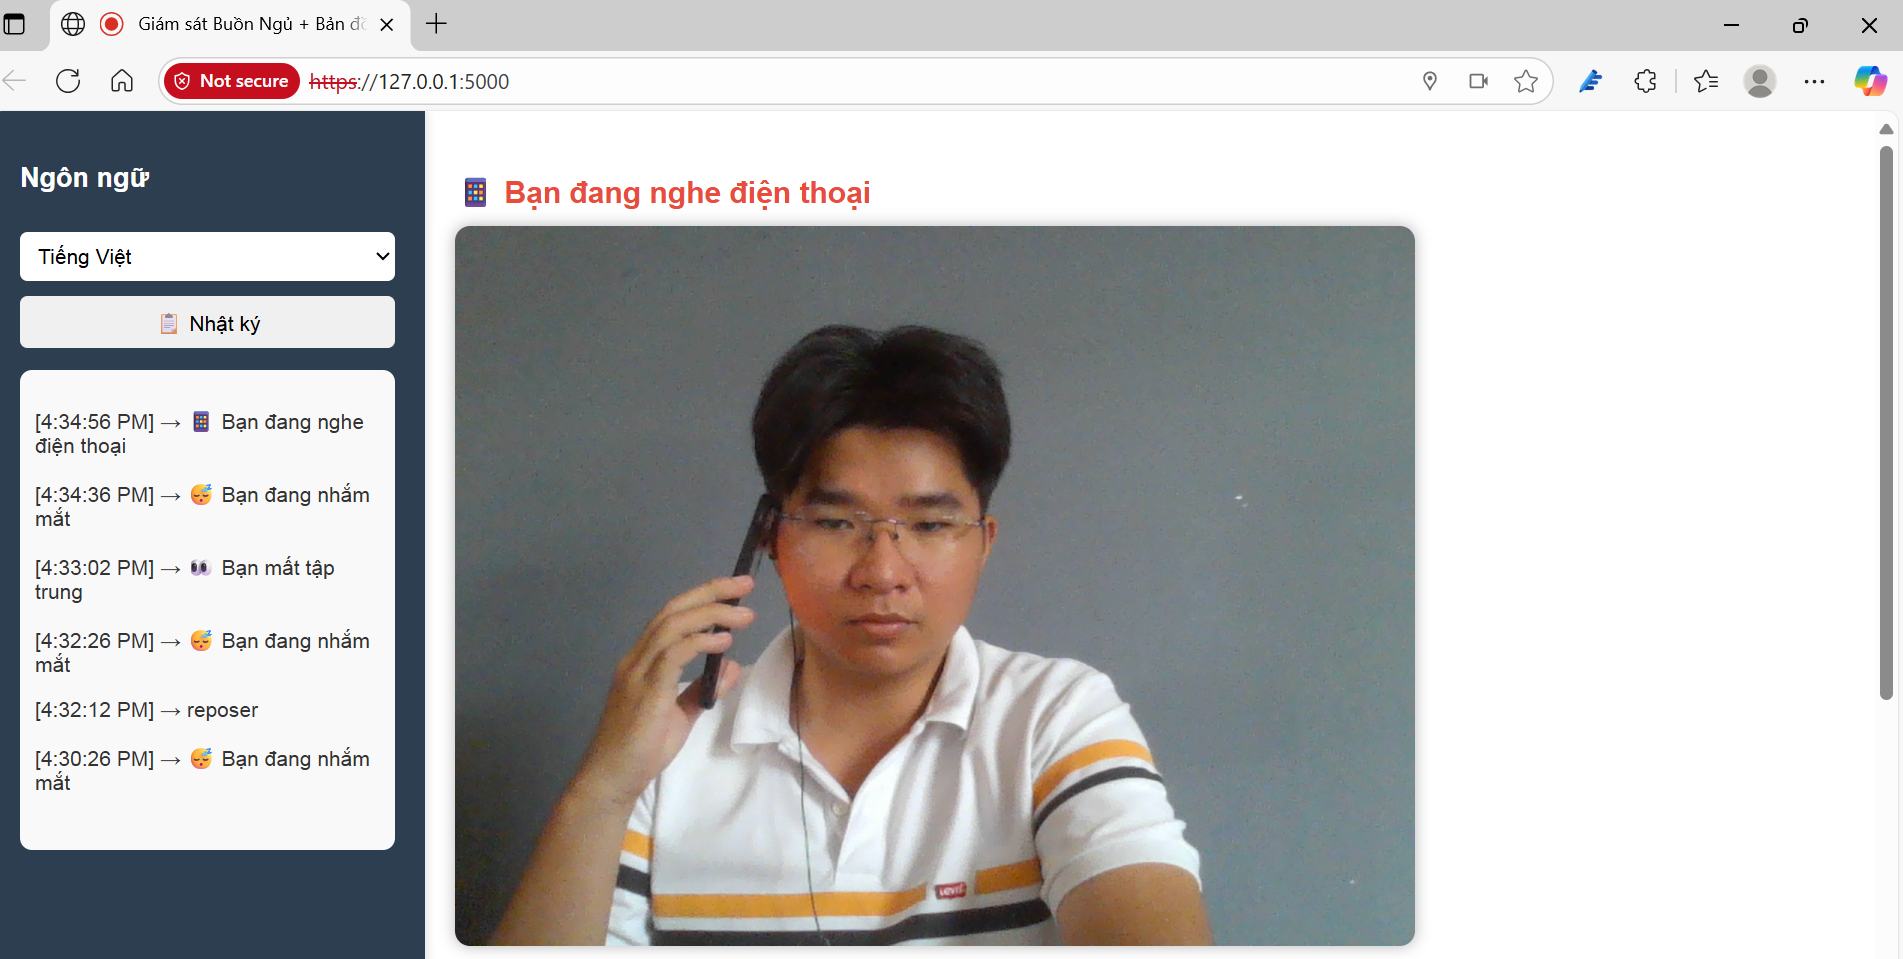 Giám sát Buồn Ngủ + Bản đồ
Not secure https://127.0.0.1:5000
Ngôn ngữ
Tiếng Việt
📋 Nhật ký
[4:34:56 PM] → 📱 Bạn đang nghe
điện thoại
[4:34:36 PM] → 😴 Bạn đang nhắm
mắt
[4:33:02 PM] → 👀 Bạn mất tập
trung
[4:32:26 PM] → 😴 Bạn đang nhắm
mắt
[4:32:12 PM] → reposer
[4:30:26 PM] → 😴 Bạn đang nhắm
mắt
📱 Bạn đang nghe điện thoại
Levi's